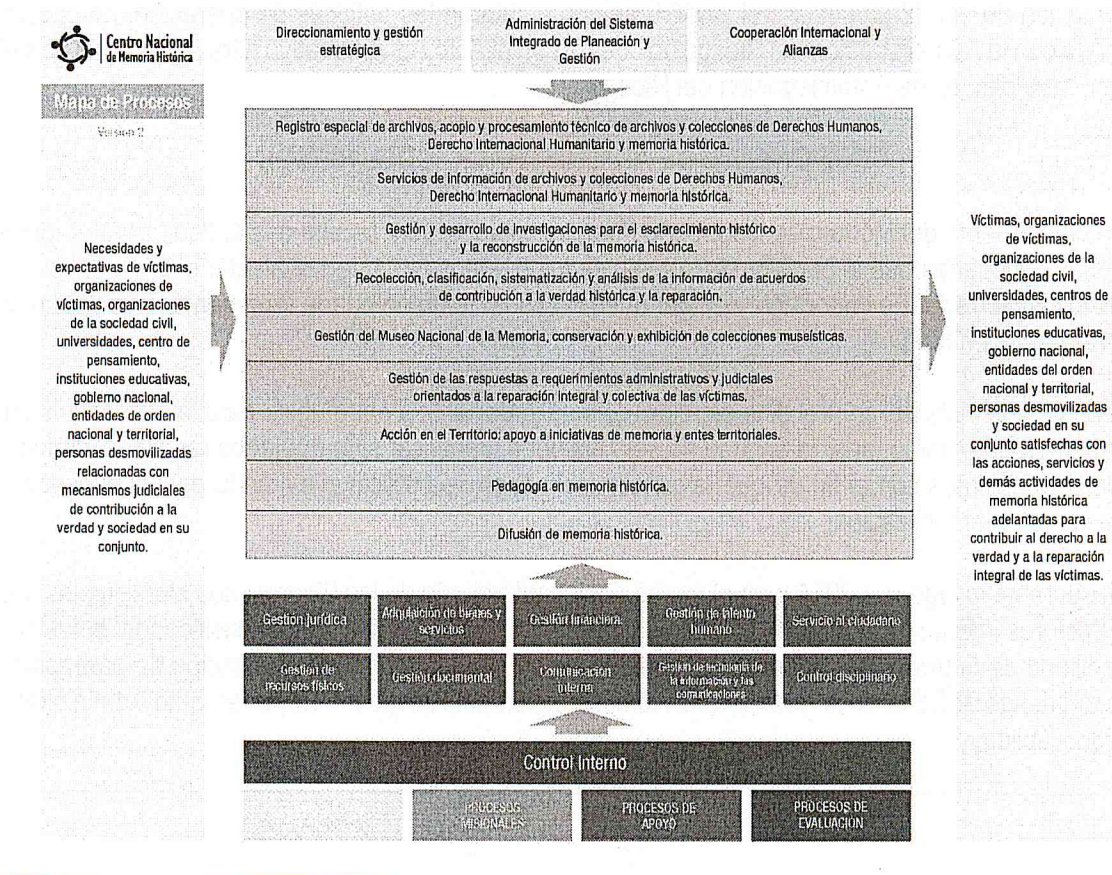 Centro Nacional
de Memoria Histórica
Mapa de Procesos
Versión 2
Direccionamiento y gestión
estratégica
Administración del Sistema
Integrado de Planeación y
Gestión
Cooperación Internacional y
Alianzas
Necesidades y
expectativas de víctimas,
organizaciones de
víctimas, organizaciones
de la sociedad civil,
universidades, centro de
pensamiento,
instituciones educativas,
gobierno nacional,
entidades de orden
nacional y territorial,
personas desmovilizadas
relacionadas con
mecanismos judiciales
de contribución a la
verdad y sociedad en su
conjunto.
Registro especial de archivos, acopio y procesamiento técnico de archivos y colecciones de Derechos Humanos,
Derecho Internacional Humanitario y memoria histórica.
Servicios de información de archivos y colecciones de Derechos Humanos,
Derecho Internacional Humanitario y memoria histórica.
Gestión y desarrollo de investigaciones para el esclarecimiento histórico
y la reconstrucción de la memoria histórica.
Recolección, clasificación, sistematización y análisis de la información de acuerdos
de contribución a la verdad histórica y la reparación.
Gestión del Museo Nacional de la Memoria, conservación y exhibición de colecciones museísticas.
Gestión de las respuestas a requerimientos administrativos y judiciales
orientados a la reparación integral y colectiva de las víctimas.
Acción en el Territorio: apoyo a iniciativas de memoria y entes territoriales.
Pedagogía en memoria histórica.
Difusión de memoria histórica.
Víctimas, organizaciones
de víctimas,
organizaciones de la
sociedad civil,
universidades, centros de
pensamiento,
instituciones educativas,
gobierno nacional,
entidades del orden
nacional y territorial,
personas desmovilizadas
y sociedad en su
conjunto satisfechas con
las acciones, servicios y
demás actividades de
memoria histórica
adelantadas para
contribuir al derecho a la
verdad y a la reparación
integral de las víctimas.
Gestión jurídica
Adquisición de bienes y
servicios
Gestión financiera
Gestión de talento
humano
Servicio al ciudadano
Gestión de
recursos físicos
Gestión documental
Comunicación
interna
Gestión de tecnología de
la información y las
comunicaciones
Control disciplinario
Control Interno
PROCESOS
MISIONALES
PROCESOS DE
APOYO
PROCESOS DE
EVALUACIÓN